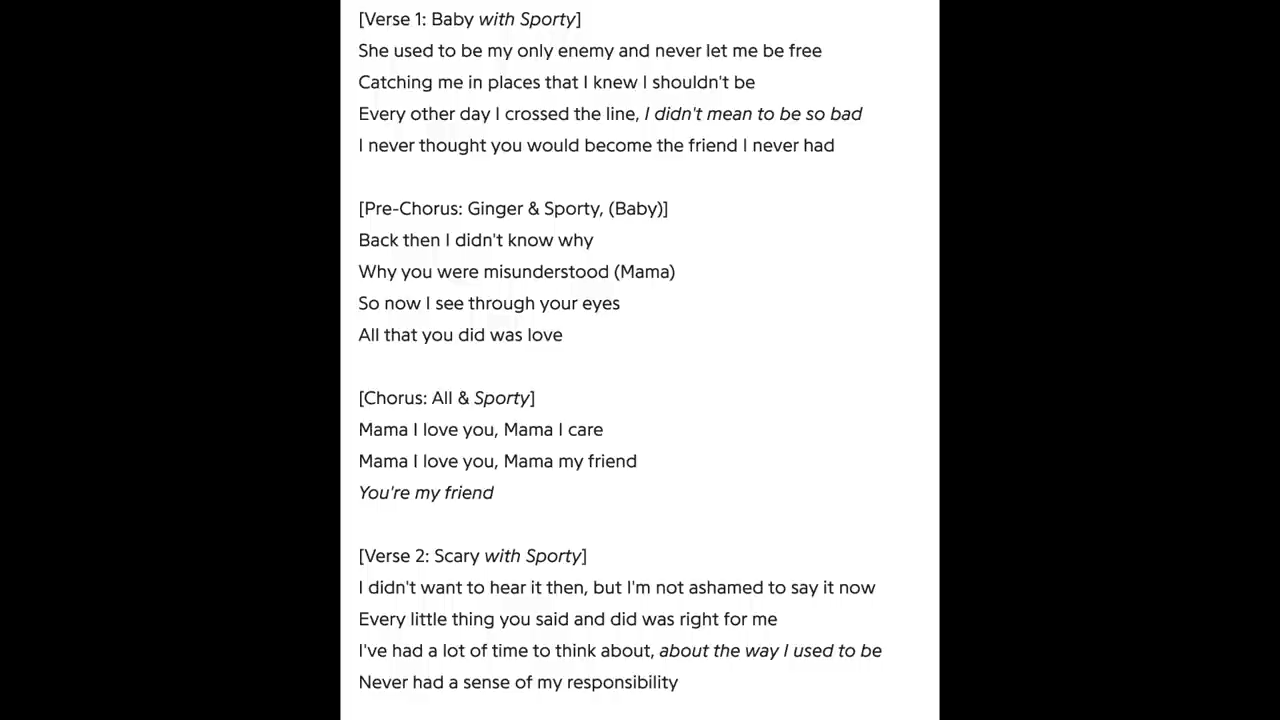 [Verse 1: Baby with Sporty]
She used to be my only enemy and never let me be free
Catching me in places that I knew I shouldn't be
Every other day I crossed the line, I didn't mean to be so bad
I never thought you would become the friend I never had
[Pre-Chorus: Ginger & Sporty, (Baby)]
Back then I didn't know why
Why you were misunderstood (Mama)
So now I see through your eyes
All that you did was love
[Chorus: All & Sporty]
Mama I love you, Mama I care
Mama I love you, Mama my friend
You're my friend
[Verse 2: Scary with Sporty]
I didn't want to hear it then, but I'm not ashamed to say it now
Every little thing you said and did was right for me
I've had a lot of time to think about, about the way I used to be
Never had a sense of my responsibility